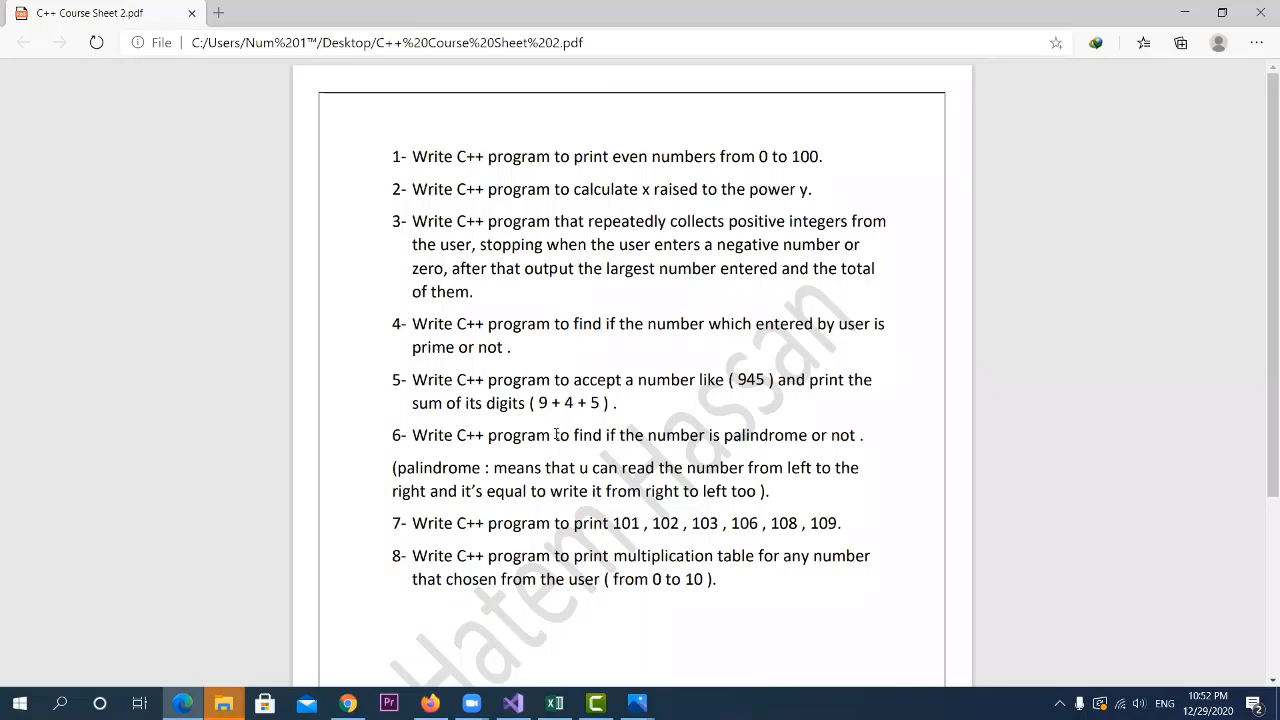 C++ Course Sheet 2.pdf
File
C:/Users/Num%201™/Desktop/C++%20Course%20Sheet%202.pdf
1- Write C++ program to print even numbers from 0 to 100.
2- Write C++ program to calculate x raised to the power y.
3- Write C++ program that repeatedly collects positive integers from
the user, stopping when the user enters a negative number or
zero, after that output the largest number entered and the total
of them.
4- Write C++ program to find if the number which entered by user is
prime or not .
5- Write C++ program to accept a number like ( 945 ) and print the
sum of its digits ( 9 + 4 + 5 ) .
6- Write C++ program to find if the number is palindrome or not .
(palindrome : means that u can read the number from left to the
right and it's equal to write it from right to left too ).
7- Write C++ program to print 101 , 102 , 103 , 106 , 108 , 109.
8- Write C++ program to print multiplication table for any number
that chosen from the user ( from 0 to 10 ).
Hatem Hassan
Pr
ENG
10:52 PM
12/29/2020
2